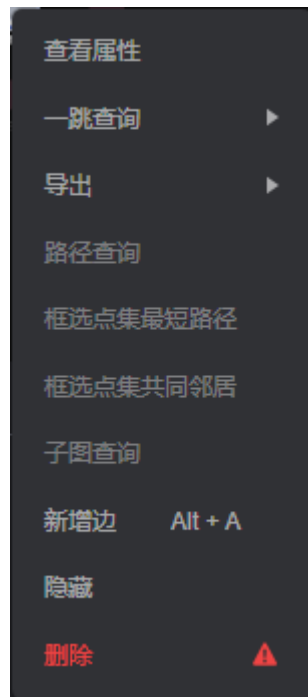 查看属性
一跳查询
导出
路径查询
框选点集最短路径
框选点集共同邻居
子图查询
新增边 Alt + A
隐藏
删除